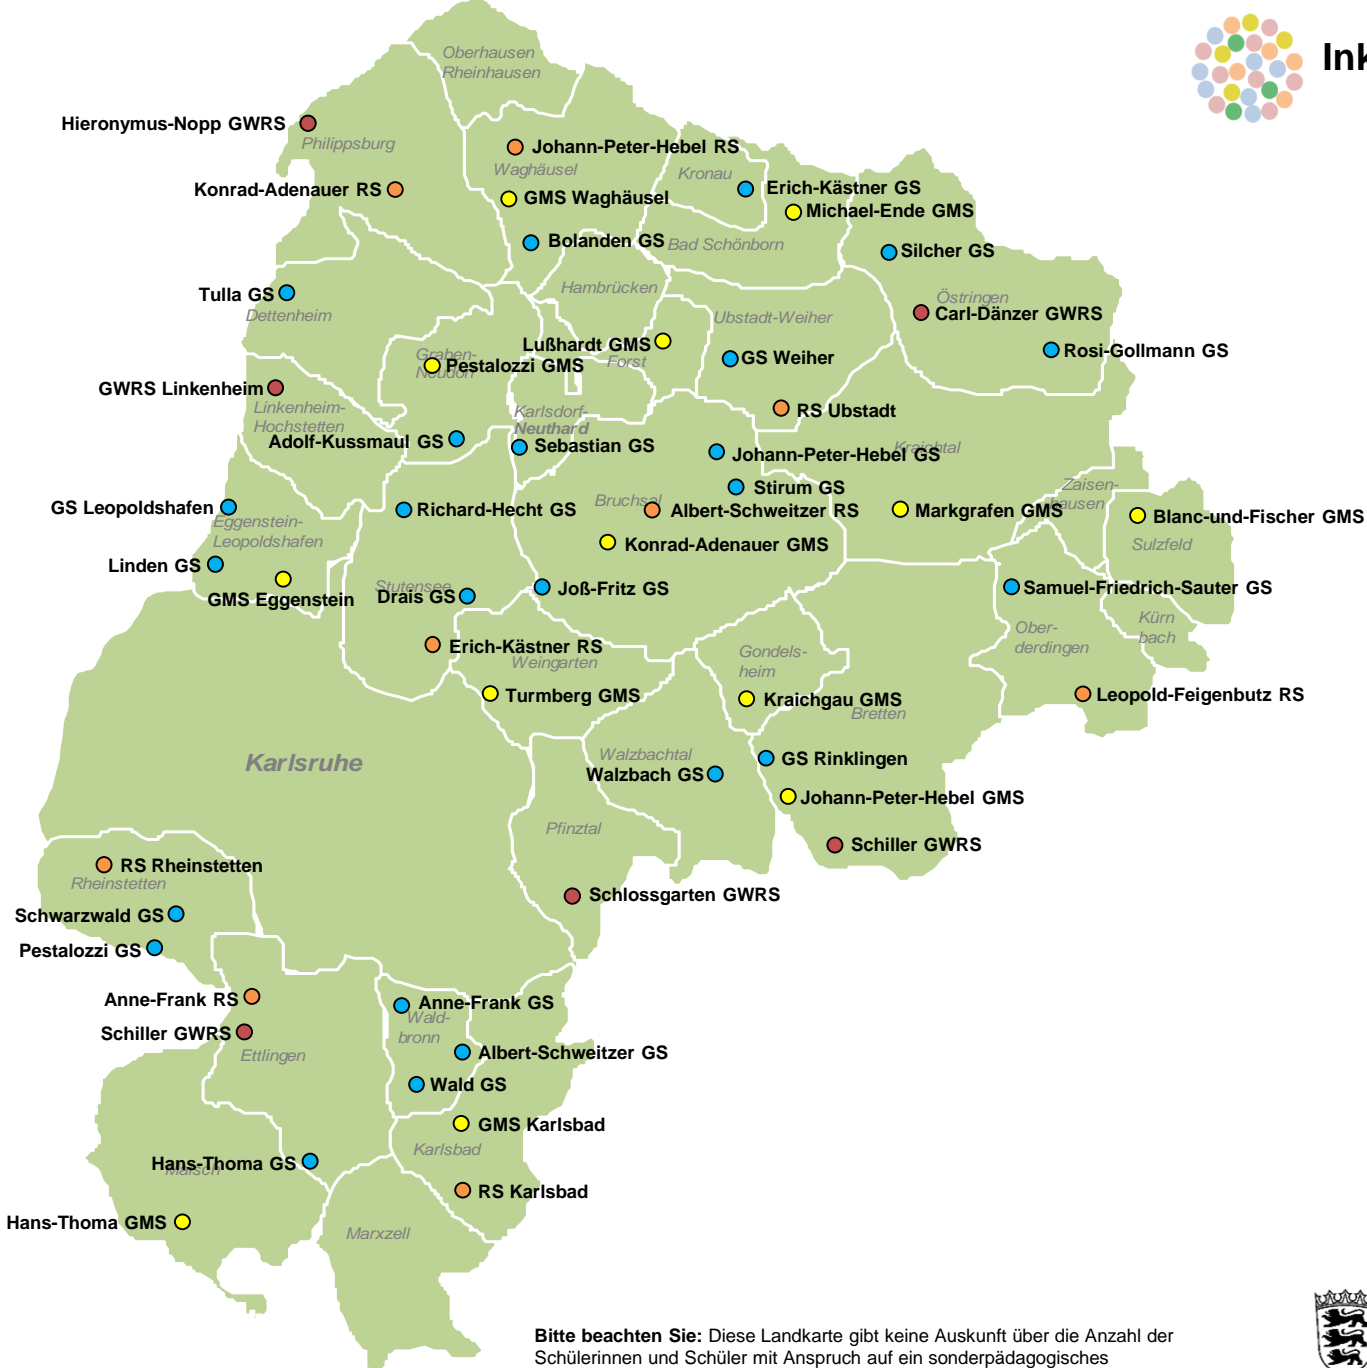 Ink
Oberhausen
Rheinhausen
Hieronymus-Nopp GWRS
Philippsburg
Johann-Peter-Hebel RS
Waghäusel
Kronau
Konrad-Adenauer RS
GMS Waghäusel
Erich-Kästner GS
Michael-Ende GMS
Bolanden GS
Bad Schönborn
Silcher GS
Tulla GS
Dettenheim
Hambrücken
Östringen
Carl-Dänzer GWRS
Ubstadt-Weiher
Lußhardt GMS
Forst
GS Weiher
Rosi-Gollmann GS
Graben-
Neudorf
Pestalozzi GMS
GWRS Linkenheim
Linkenheim-
Hochstetten
Karlsdorf-
Neuthard
RS Ubstadt
Adolf-Kussmaul GS
Sebastian GS
Johann-Peter-Hebel GS
Kraichtal
Stirum GS
Zaisen-
hausen
GS Leopoldshafen
Eggenstein-
Leopoldshafen
Richard-Hecht GS
Bruchsal
Albert-Schweitzer RS
Markgrafen GMS
Blanc-und-Fischer GMS
Sulzfeld
Konrad-Adenauer GMS
Linden GS
GMS Eggenstein
Stutensee
Drais GS
Joß-Fritz GS
Samuel-Friedrich-Sauter GS
Ober-
derdingen
Kürn
bach
Erich-Kästner RS
Weingarten
Gondels-
heim
Turmberg GMS
Kraichgau GMS
Bretten
Leopold-Feigenbutz RS
Karlsruhe
Walzbachtal
Walzbach GS
GS Rinklingen
Johann-Peter-Hebel GMS
Pfinztal
Schiller GWRS
RS Rheinstetten
Rheinstetten
Schlossgarten GWRS
Schwarzwald GS
Pestalozzi GS
Anne-Frank RS
Anne-Frank GS
Wald-
bronn
Schiller GWRS
Ettlingen
Albert-Schweitzer GS
Wald GS
GMS Karlsbad
Karlsbad
Hans-Thoma GS
Malsch
RS Karlsbad
Hans-Thoma GMS
Marxzell
Bitte beachten Sie: Diese Landkarte gibt keine Auskunft über die Anzahl der
Schülerinnen und Schüler mit Anspruch auf ein sonderpädagogisches